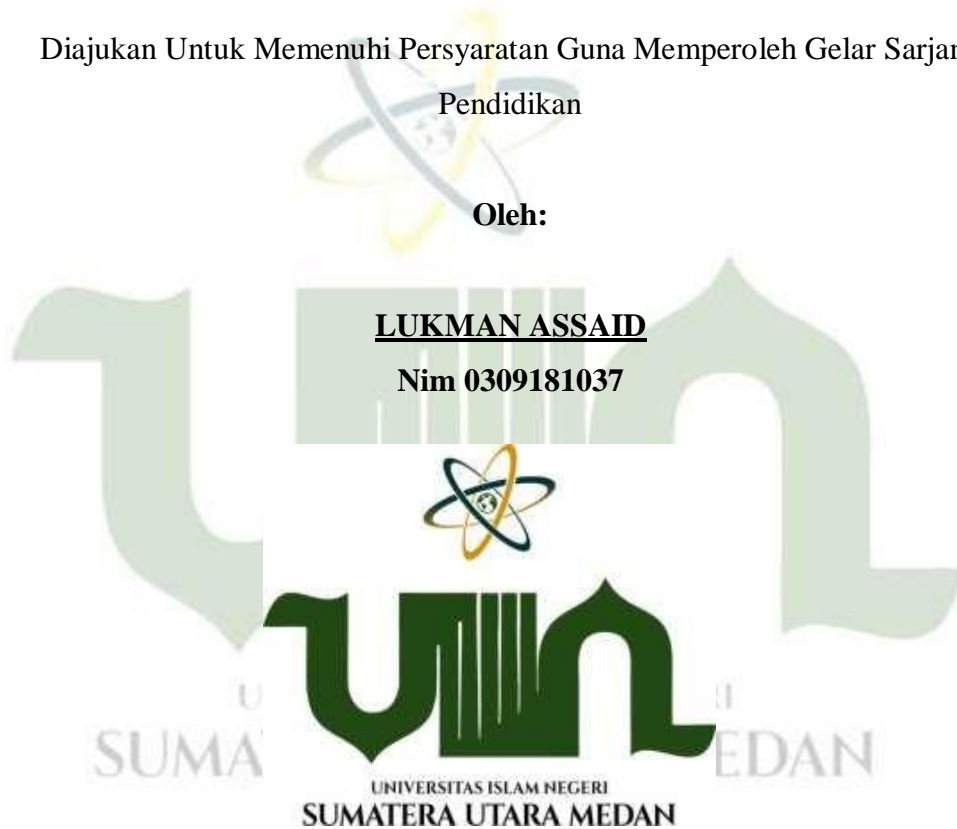 Diajukan Untuk Memenuhi Persyaratan Guna Memperoleh Gelar Sarjan
Pendidikan
Oleh:
LUKMAN ASSAID
Nim 0309181037
UNIVERSITAS ISLAM NEGERI
SUMATERA UTARA MEDAN